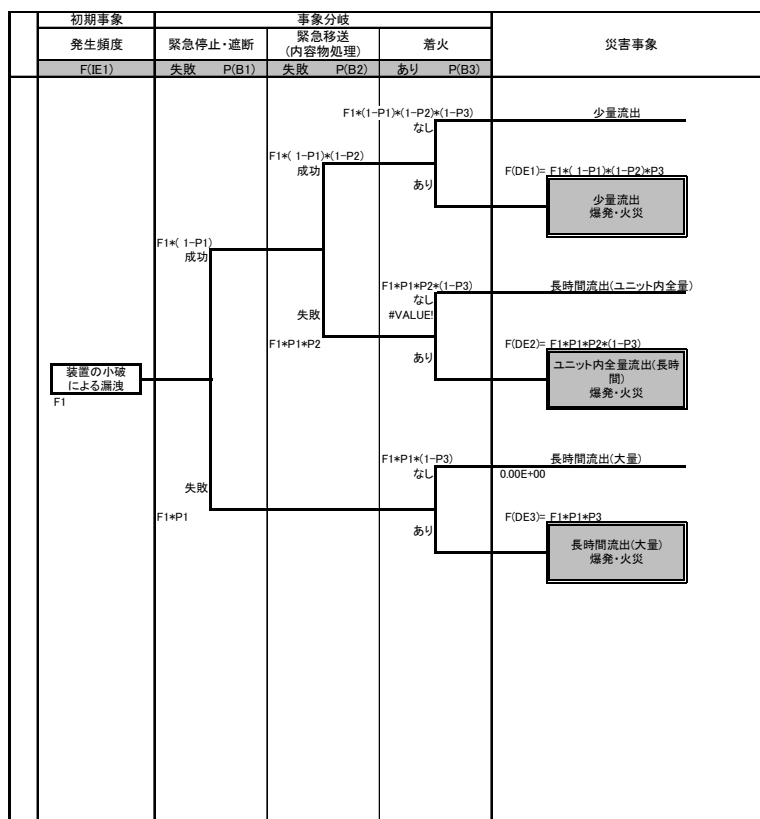 初期事象 事象分岐
発生頻度 緊急停止・遮断 緊急移送 着火 災害事象
(内容物処理)
F(IE1) 失敗 P(B1) 失敗 P(B2) あり P(B3)
F1*(1-P1)*(1-P2)*(1-P3) 少量流出
なし
F1*( 1-P1)*(1-P2)
成功
あり F(DE1)= F1*( 1-P1)*(1-P2)*P3
少量流出
爆発・火災
F1*( 1-P1)
成功
F1*P1*P2*(1-P3) 長時間流出(ユニット内全量)
なし
失敗 #VALUE!
F1*P1*P2 F(DE2)= F1*P1*P2*(1-P3)
あり
ユニット内全量流出(長時
間)
爆発・火災
装置の小破
による漏洩
F1
F1*P1*(1-P3) 長時間流出(大量)
なし 0.00E+00
失敗
F1*P1 F(DE3)= F1*P1*P3
あり
長時間流出(大量)
爆発・火災